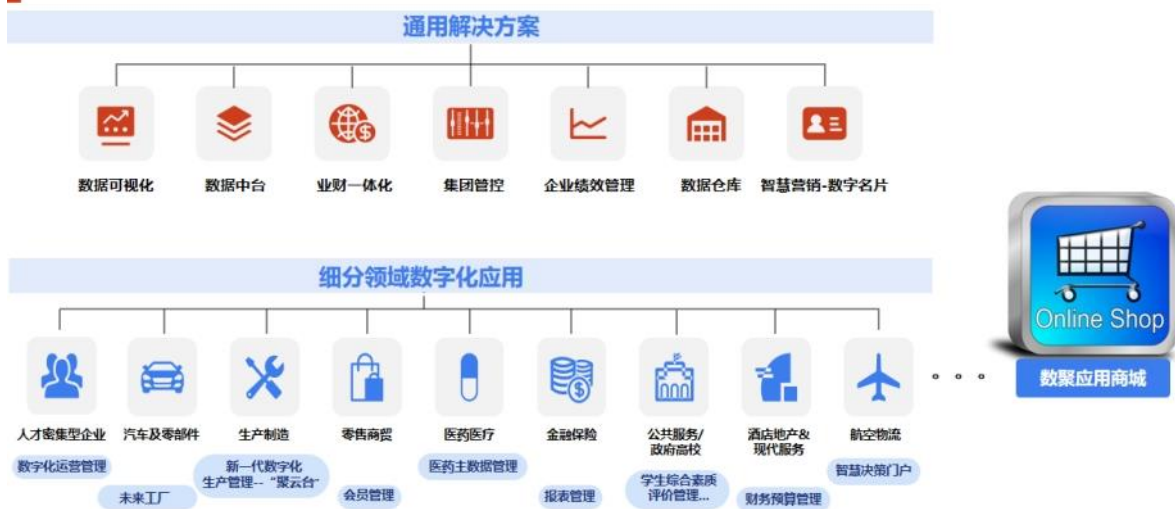 通用解决方案
数据可视化
数据中台
业财一体化
集团管控
企业绩效管理
数据仓库
智慧营销-数字名片
细分领域数字化应用
Online Shop
数聚应用商城
人才密集型企业
汽车及零部件
生产制造
零售商贸
医药医疗
金融保险
公共服务/
政府高校
酒店地产&
现代服务
航空物流
数字化运营管理
未来工厂
新一代数字化
生产管理--“聚云台”
会员管理
医药主数据管理
报表管理
学生综合素质
评价管理...
财务预算管理
智慧决策门户